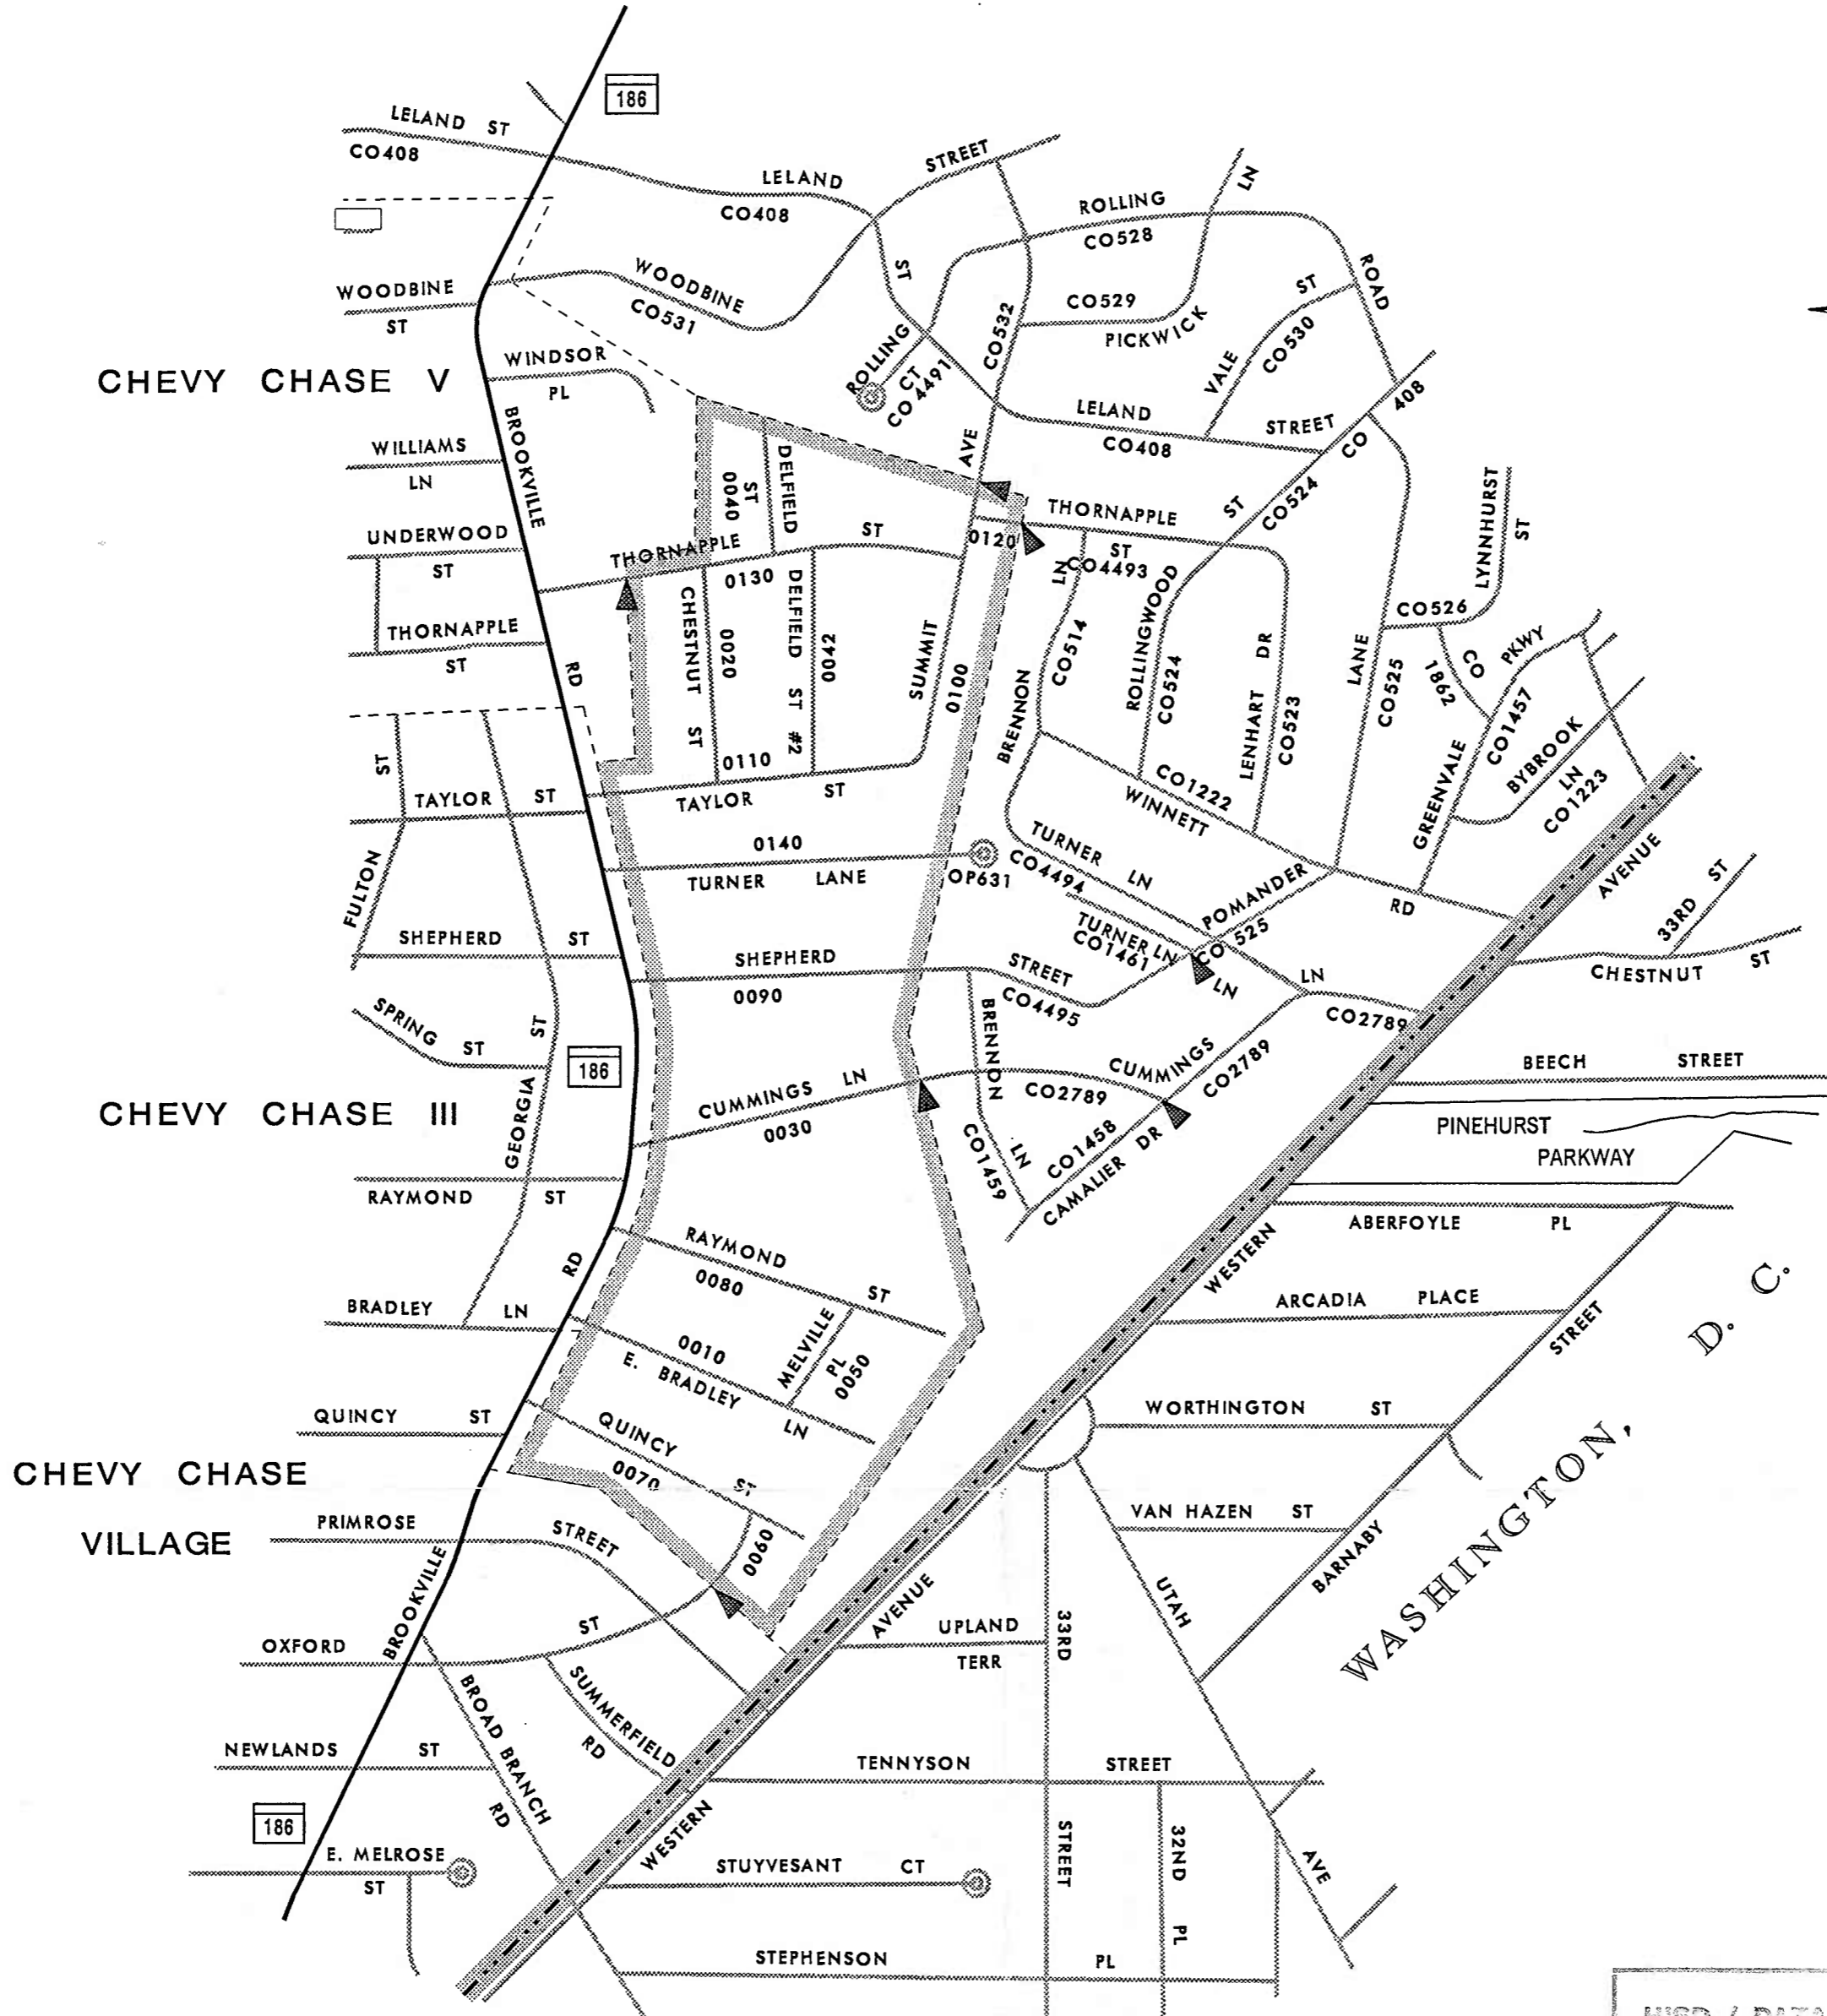 186
LELAND ST
CO408
LELAND
CO408
STREET
ROLLING
CO528
LN
ROAD
ST
WOODBINE
ST
WOODBINE
CO531
CO532
CO529
PICKWICK
ST
VALE
CO530
ROLLING
CT
CO 4491
WINDSOR
PL
CHEVY CHASE V
BROOKVILLE
WILLIAMS
LN
AVE
LELAND
CO408
STREET
CO
408
DELFIELD
ST
0040
UNDERWOOD
ST
THORNAPPLE
ST
0130
0120
THORNAPPLE
ST
CO4493
LN
ST
CO524
LYNNHURST
ST
CO526
THORNAPPLE
ST
RD
CHESTNUT
ST
0020
DELFIELD
ST
#2
0042
SUMMIT
0100
BRENNON
CO514
ROLLINGWOOD
CO524
LENHART
DR
CO523
LANE
CO525
CO
1862
PKWY
CO1457
GREENVALE
BYBROOK
LN
CO1223
ST
FULTON
TAYLOR ST
0110
TAYLOR ST
CO1222
WINNETT
RD
0140
TURNER LANE
OP631
TURNER
LN
CO4494
TURNER LN
CO1461
POMANDER
CO 525
LN
AVENUE
33RD ST
CHESTNUT ST
SHEPHERD ST
SHEPHERD
0090
STREET
CO4495
LN
CO2789
SPRING ST
ST
GEORGIA
186
CHEVY CHASE III
CUMMINGS LN
0030
BRENNON
LN
CO1459
CO2789
CUMMINGS
CO2789
CO1458
CAMALIER DR
BEECH STREET
PINEHURST
PARKWAY
RAYMOND ST
RD
RAYMOND
0080
ST
WESTERN
ABERFOYLE PL
BRADLEY LN
0010
E. BRADLEY
LN
MELVILLE
PL
0050
ARCADIA PLACE
STREET
D. C.
QUINCY ST
QUINCY
0070
ST
WORTHINGTON ST
CHEVY CHASE
VILLAGE
PRIMROSE
STREET
0060
VAN HAZEN ST
BARNABY
WASHINGTON,
BROOKVILLE
OXFORD
ST
AVENUE
UPLAND
TERR
33RD
UTAH
BROAD BRANCH
RD
SUMMERFIELD
RD
NEWLANDS ST
TENNYSON STREET
186
E. MELROSE
ST
WESTERN
STUYVESANT CT
STREET
32ND
PL
AVE
STEPHENSON PL